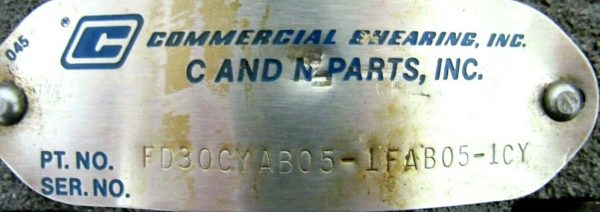 045
® C COMMERCIAL SHEARING, INC.
C AND N PARTS, INC.
PT. NO. FD30CYAB05-1FAB05-1CY
SER. NO.